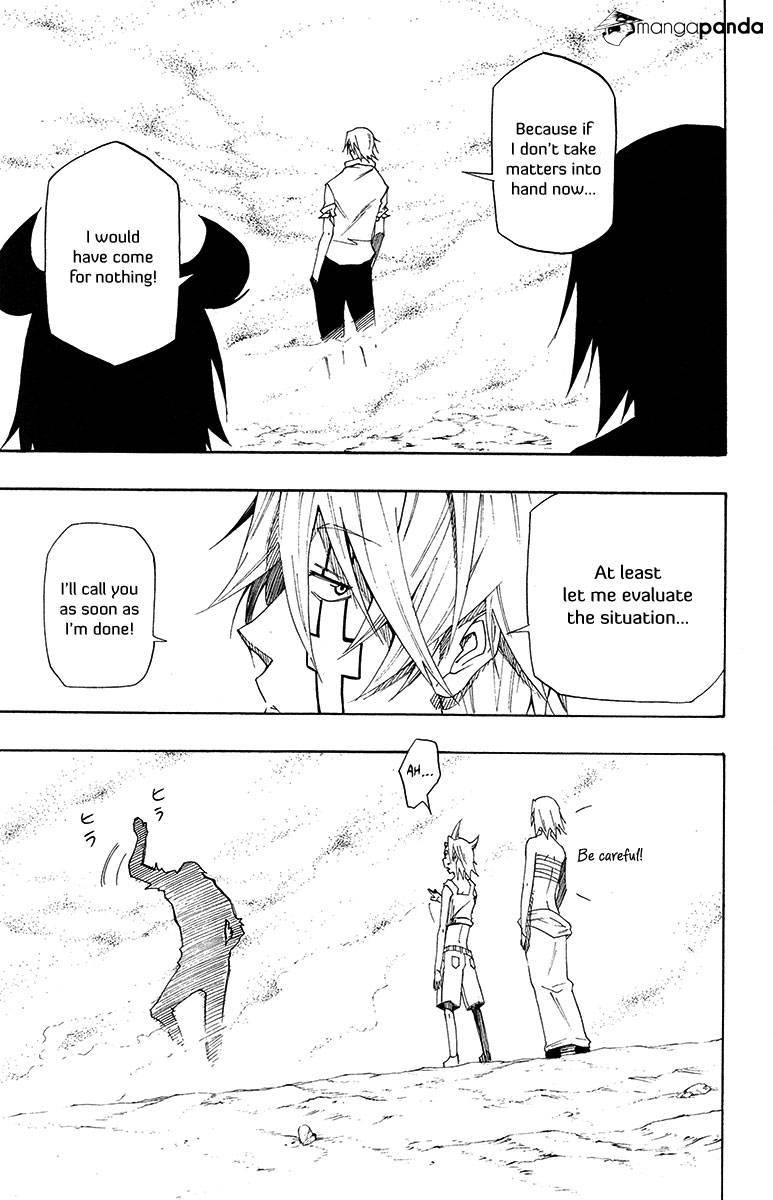 mangapanda
Because if
I don't take
matters into
hand now...
I would
have come
for nothing!
At least
let me evaluate
the situation...
I'll call you
as soon as
I'm done!
AH,...
Be careful!
ヒラ
ヒラ